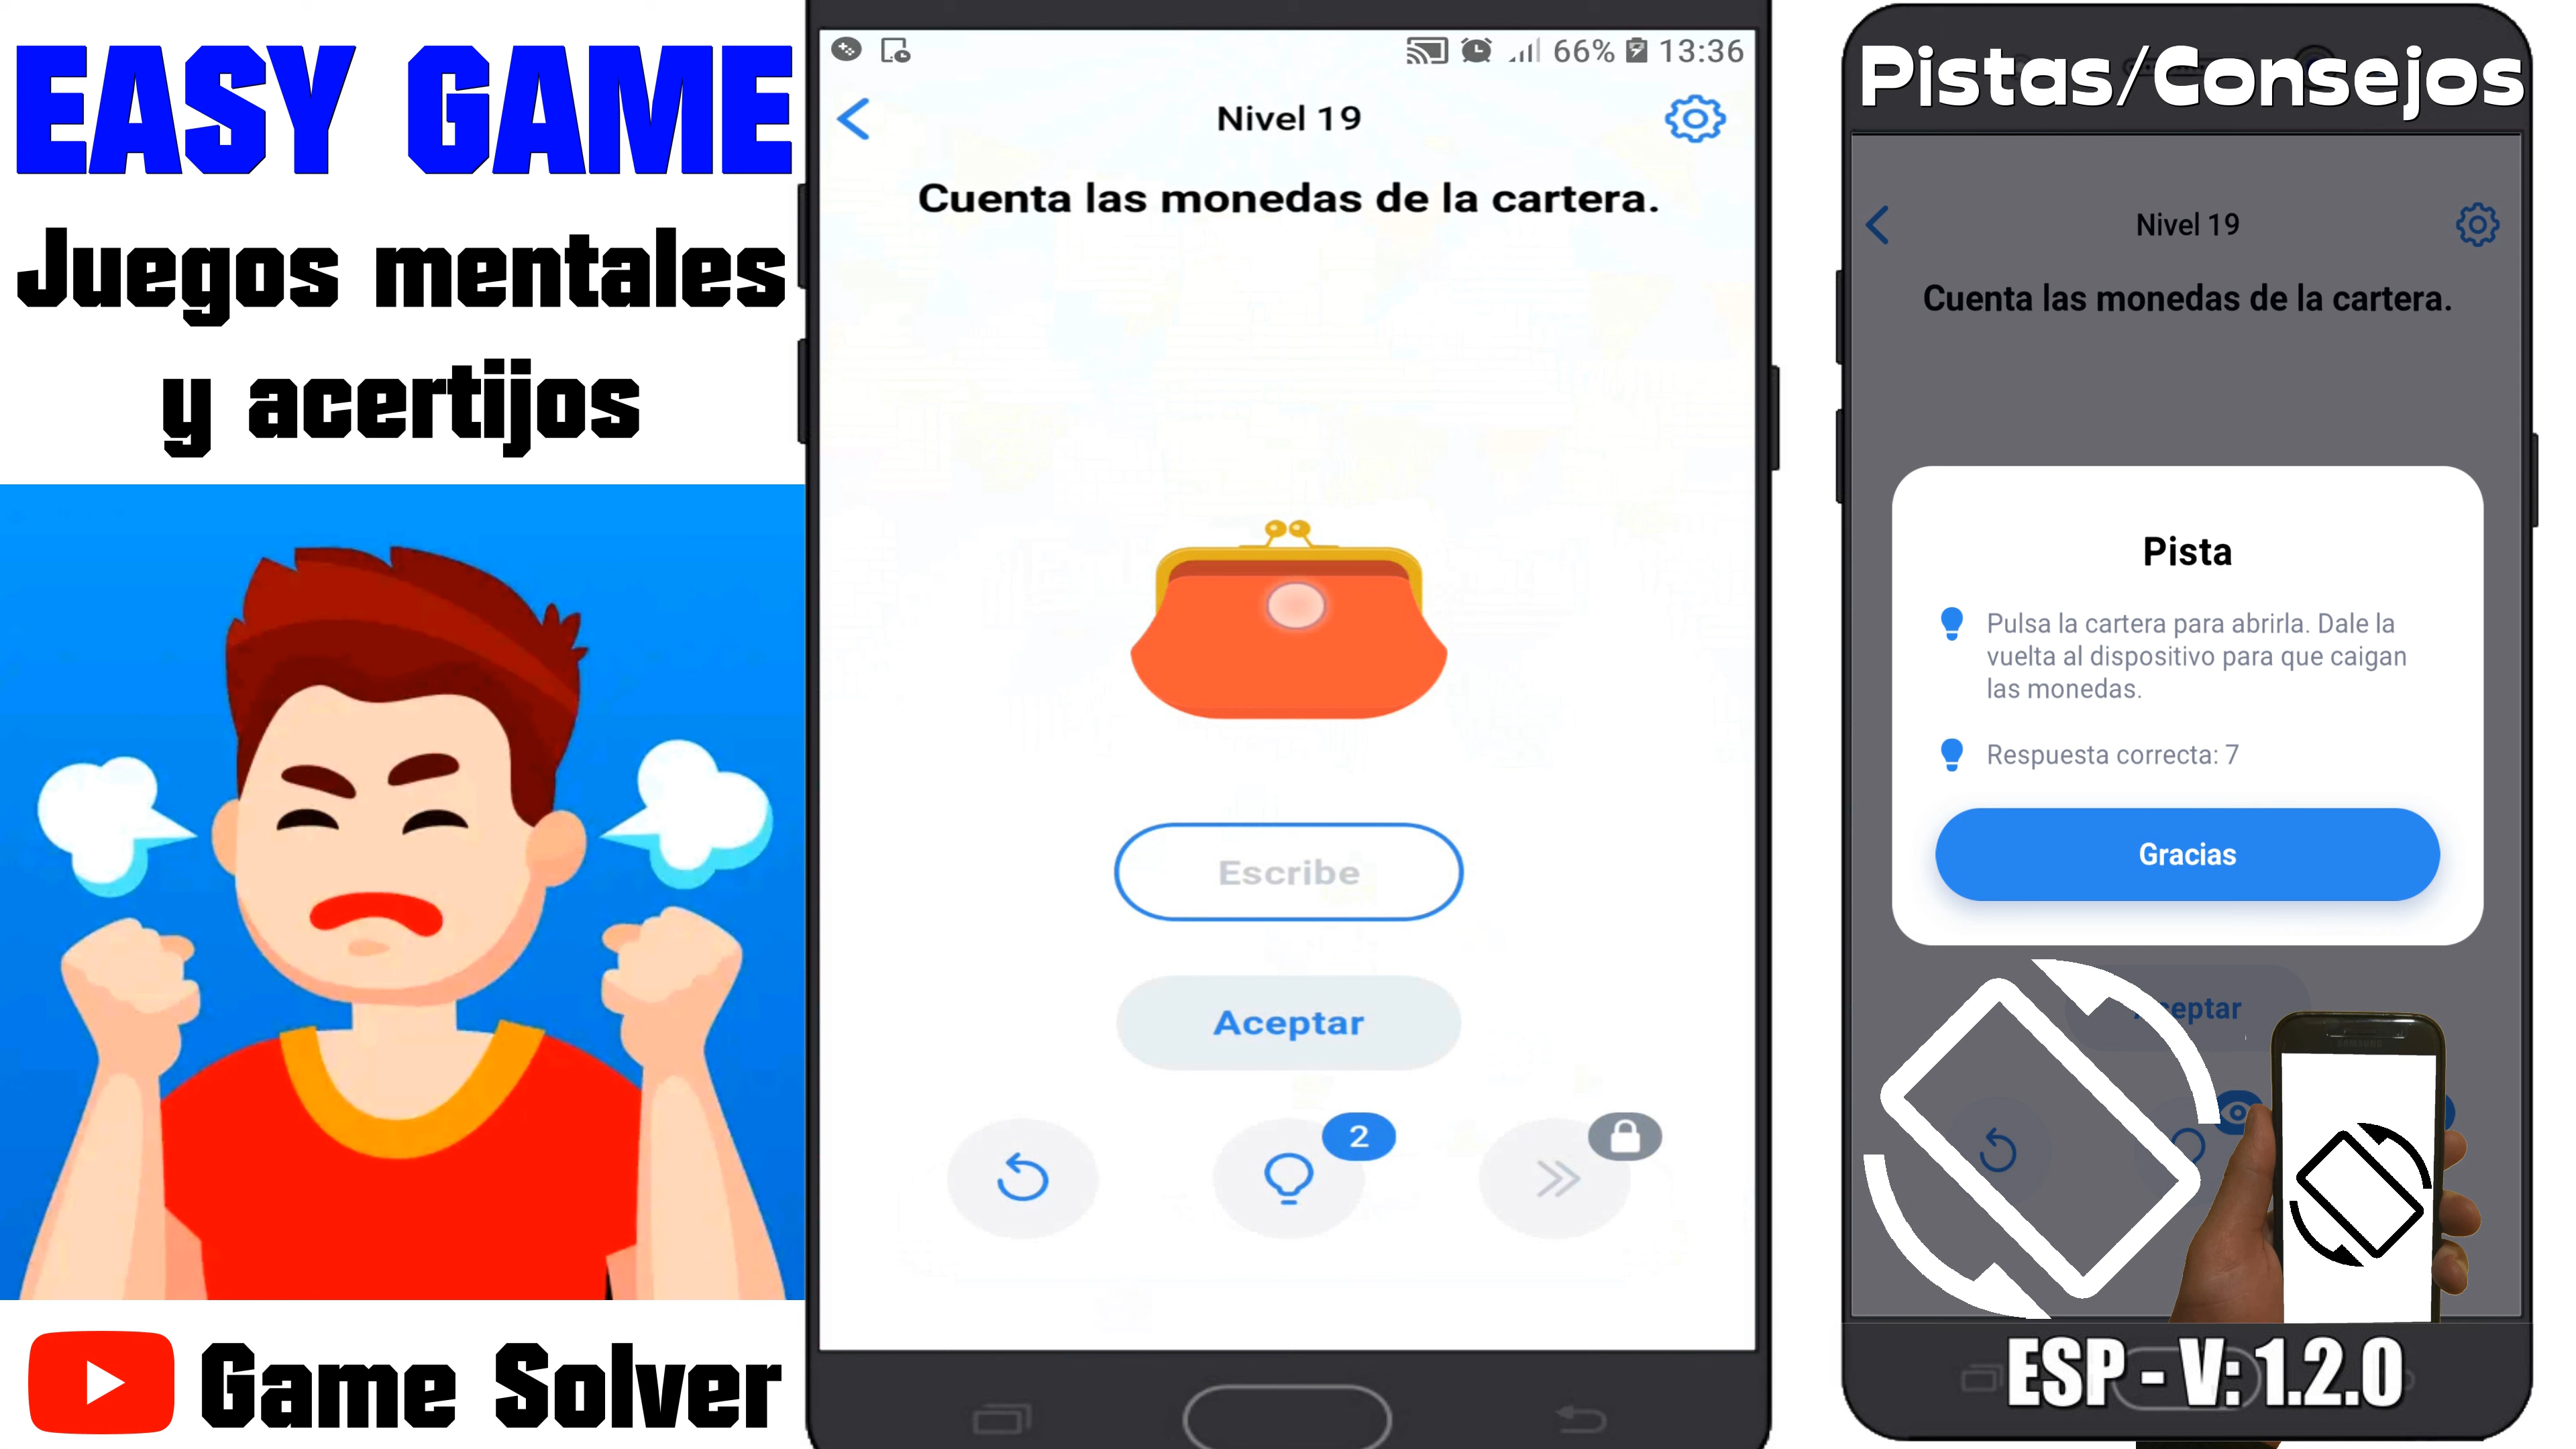 EASY GAME
Juegos mentales
y acertijos
Game Solver
66% 13:36
Nivel 19
Cuenta las monedas de la cartera.
Escribe
Aceptar
2
Pistas/Consejos
Nivel 19
Cuenta las monedas de la cartera.
Pista
Pulsa la cartera para abrirla. Dale la
vuelta al dispositivo para que caigan
las monedas.
Respuesta correcta: 7
Gracias
eptar
SAMSUNG
ESP - V: 1.2.0